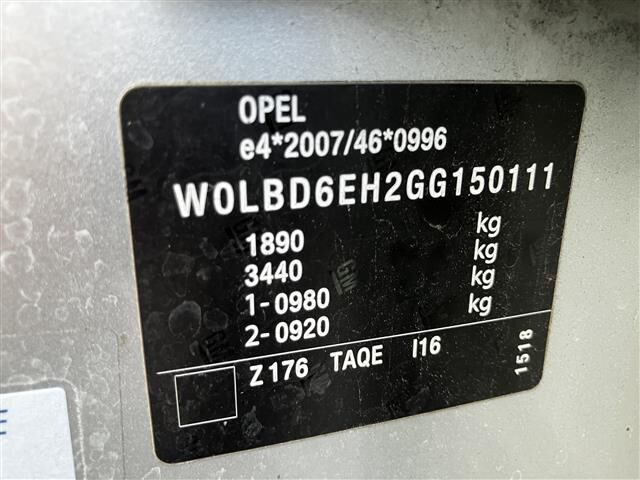 OPEL
e4*2007/46*0996
W0LBD6EH2GG150111
1890 kg
3440 kg
1-0980 kg
2-0920 kg
Z176 TAQE I16
1518